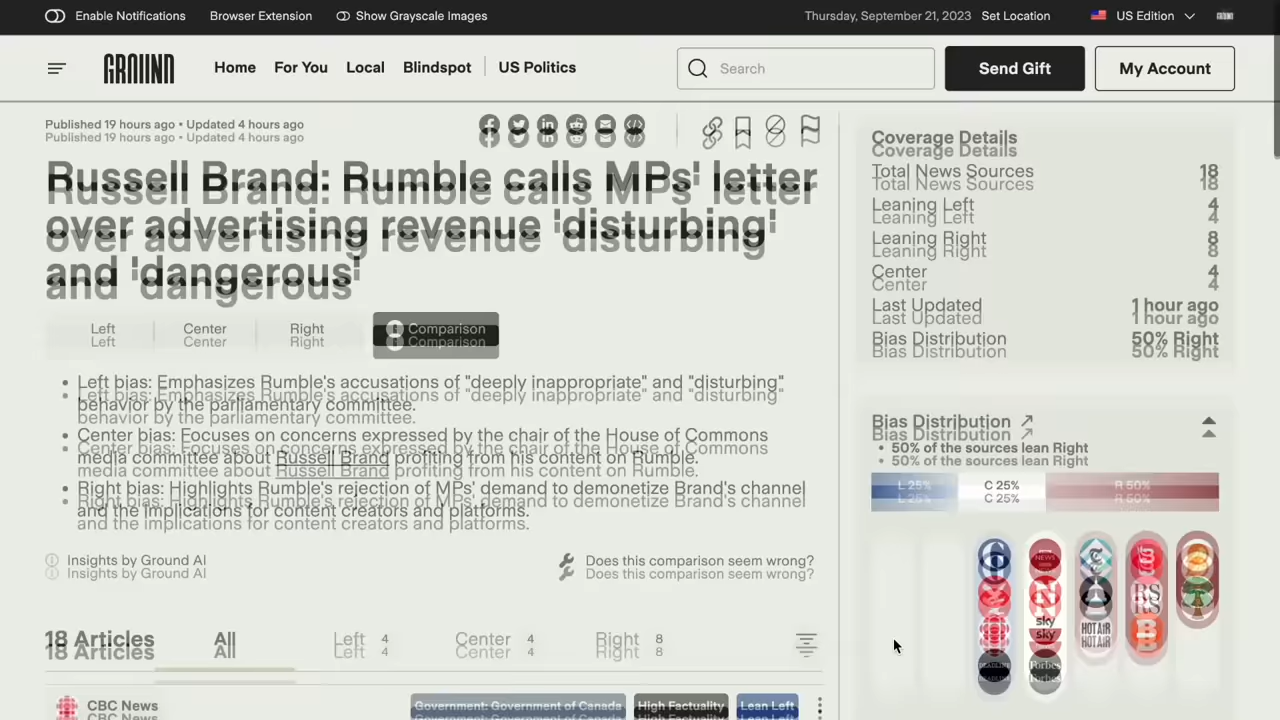 Enable Notifications Browser Extension Show Grayscale Images Thursday, September 21, 2023 Set Location US Edition
GROUND Home For You Local Blindspot US Politics Search Send Gift My Account
Published 19 hours ago • Updated 4 hours ago
Russell Brand: Rumble calls MPs' letter
over advertising revenue 'disturbing'
and 'dangerous'
Left Center Right Comparison
• Left bias: Emphasizes Rumble's accusations of "deeply inappropriate" and "disturbing"
behavior by the parliamentary committee.
• Center bias: Focuses on concerns expressed by the chair of the House of Commons
media committee about Russell Brand profiting from his content on Rumble.
• Right bias: Highlights Rumble's rejection of MPs' demand to demonetize Brand's channel
and the implications for content creators and platforms.
Insights by Ground AI Does this comparison seem wrong?
18 Articles All Left 4 Center 4 Right 8
CBC News Government: Government of Canada High Factuality Lean Left
Coverage Details
Total News Sources 18
Leaning Left 4
Leaning Right 8
Center 4
Last Updated 1 hour ago
Bias Distribution 50% Right
Bias Distribution
• 50% of the sources lean Right
L 25% C 25% R 50%
NEWS
sky
HOTAIR
DEADLINE Forbes